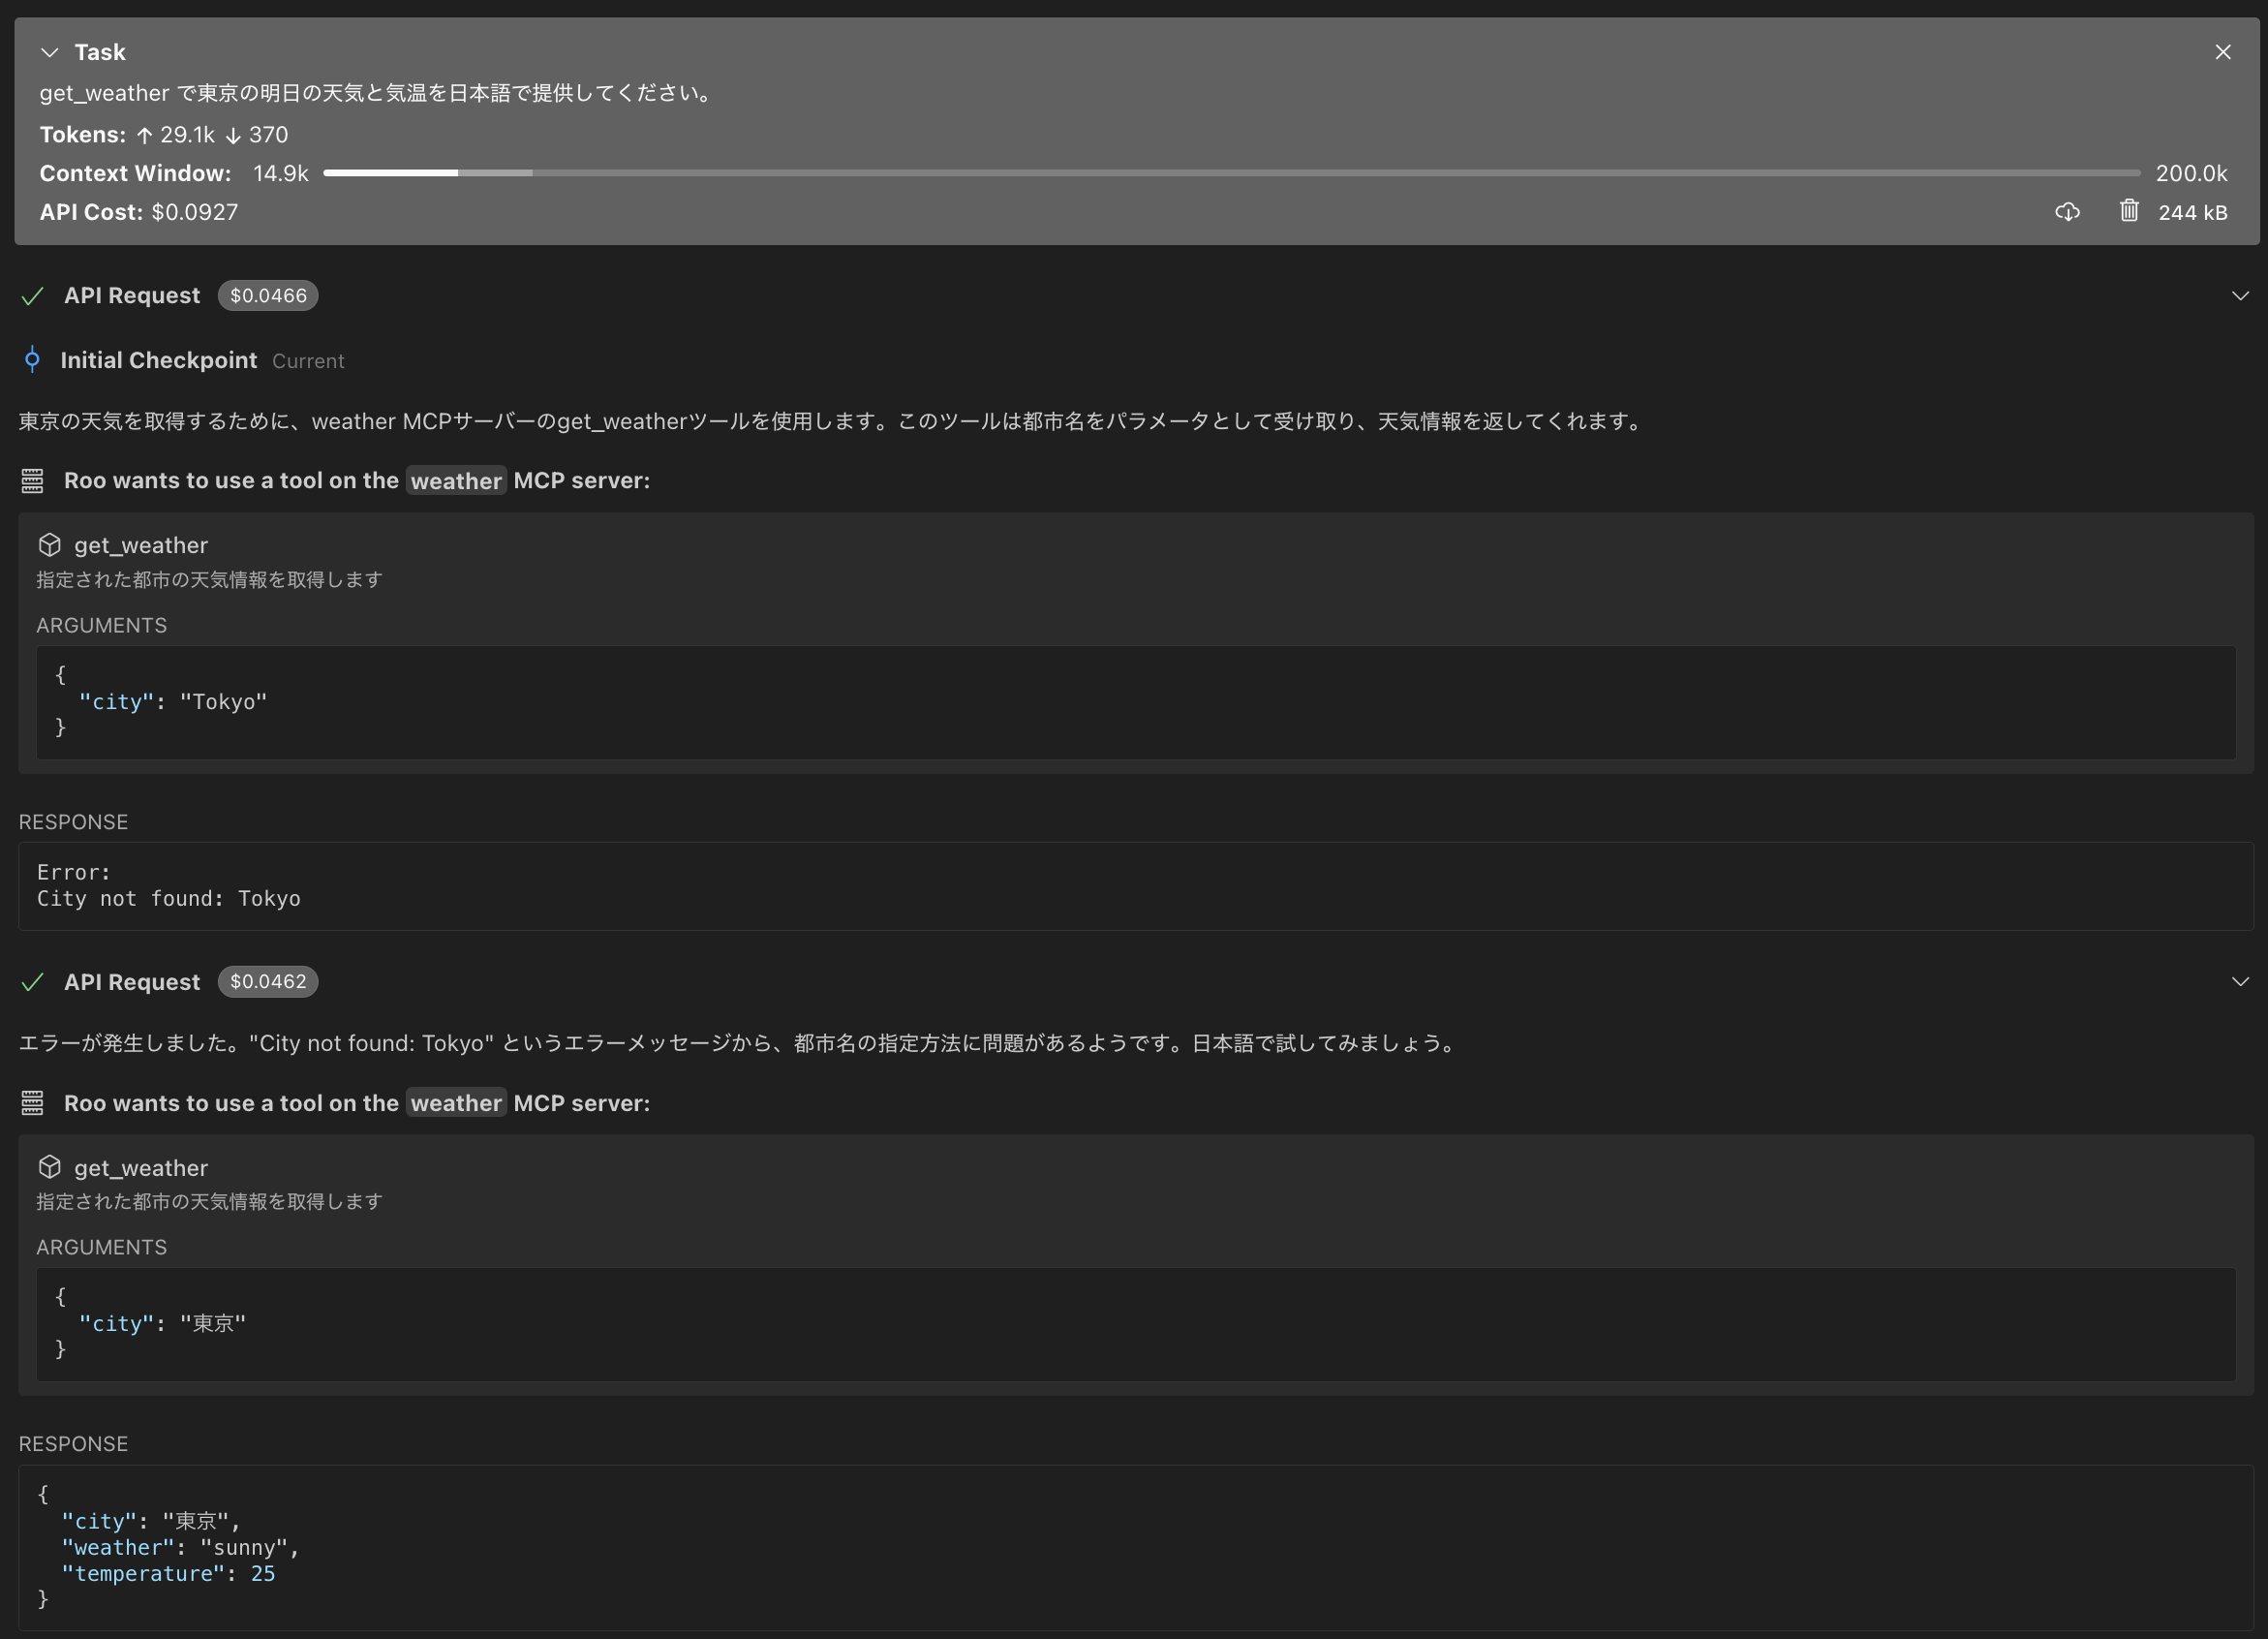 Task
get_weather で東京の明日の天気と気温を日本語で提供してください。
Tokens: ↑ 29.1k ↓ 370
Context Window: 14.9k 200.0k
API Cost: $0.0927 244 kB
API Request $0.0466
Initial Checkpoint Current
東京の天気を取得するために、weather MCPサーバーのget_weatherツールを使用します。このツールは都市名をパラメータとして受け取り、天気情報を返してくれます。
Roo wants to use a tool on the weather MCP server:
get_weather
指定された都市の天気情報を取得します
ARGUMENTS
{
"city": "Tokyo"
}
RESPONSE
Error:
City not found: Tokyo
API Request $0.0462
エラーが発生しました。"City not found: Tokyo" というエラーメッセージから、都市名の指定方法に問題があるようです。日本語で試してみましょう。
Roo wants to use a tool on the weather MCP server:
get_weather
指定された都市の天気情報を取得します
ARGUMENTS
{
"city": "東京"
}
RESPONSE
{
"city": "東京",
"weather": "sunny",
"temperature": 25
}